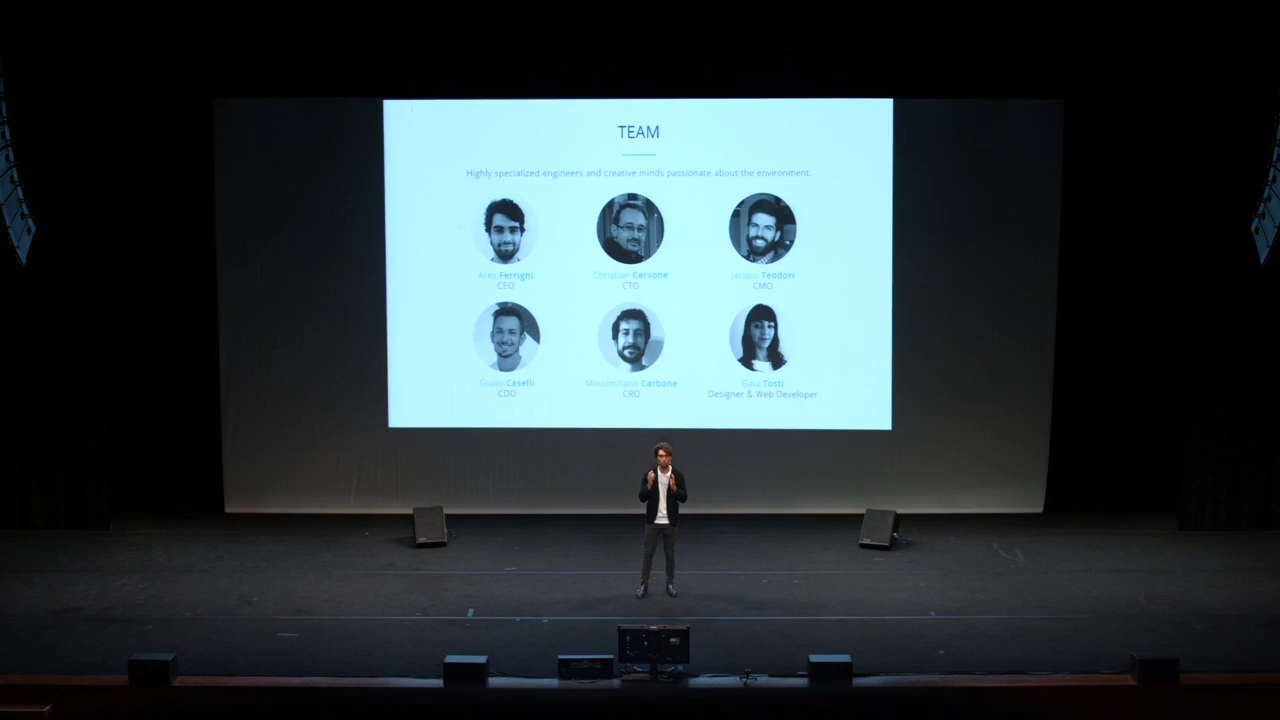 TEAM
Highly specialized engineers and creative minds passionate about the environment.
Ares Ferrigni
CEO
Christian Cervone
CTO
Jacopo Teodori
CMO
Giulio Caselli
CDO
Massimiliano Carbone
CRO
Gaia Tosti
Designer & Web Developer